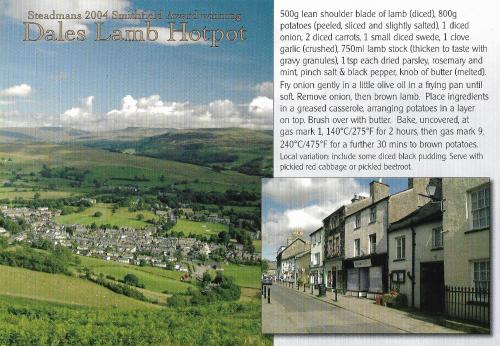 Steadmans 2004 Smithfield Award winning
Dales Lamb Hotpot
500g lean shoulder blade of lamb (diced), 800g
potatoes (peeled, sliced and slightly salted), 1 diced
onion, 2 diced carrots, 1 small diced swede, 1 clove
garlic (crushed), 750ml lamb stock (thicken to taste with
gravy granules), 1tsp each dried parsley, rosemary and
mint, pinch salt & black pepper, knob of butter (melted).
Fry onion gently in a little olive oil in a frying pan until
soft. Remove onion, then brown lamb. Place ingredients
in a greased casserole, arranging potatoes in a layer
on top. Brush over with butter. Bake, uncovered, at
gas mark 1, 140°C/275°F for 2 hours, then gas mark 9,
240°C/475°F for a further 30 mins to brown potatoes.
Local variation: include some diced black pudding. Serve with
pickled red cabbage or pickled beetroot.